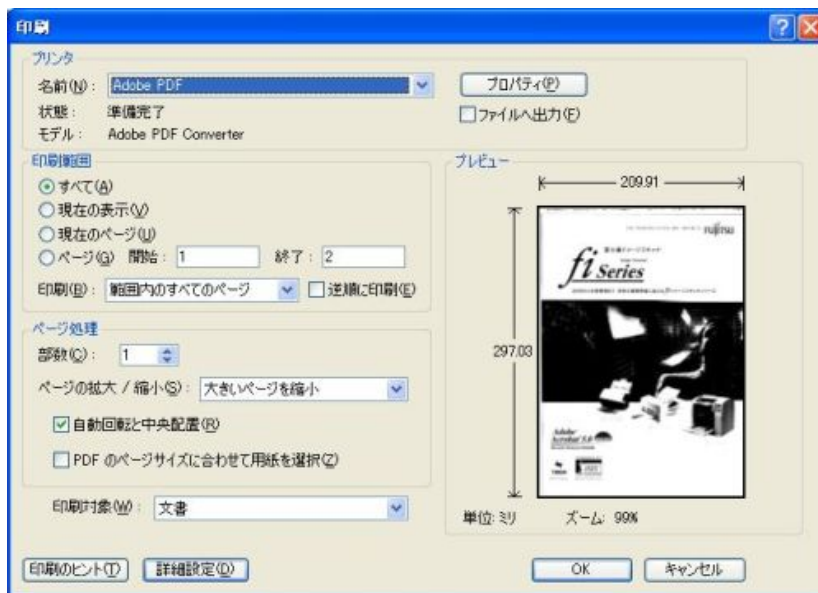 印刷
プリンタ
名前(N): Adobe PDF
プロパティ(P)
状態: 準備完了
ファイルへ出力(F)
モデル: Adobe PDF Converter
印刷範囲
すべて(A)
現在の表示(V)
現在のページ(U)
ページ(G) 開始: 1 終了: 2
印刷(B): 範囲内のすべてのページ
逆順に印刷(E)
ページ処理
部数(C): 1
ページの拡大 / 縮小(S): 大きいページを縮小
自動回転と中央配置(R)
PDF のページサイズに合わせて用紙を選択(Z)
印刷対象(W): 文書
プレビュー
209.91
297.03
FUJITSU
fi Series
Adobe
Acrobat 5.0
単位: ミリ ズーム: 99%
印刷のヒント(T)
詳細設定(D)
OK
キャンセル